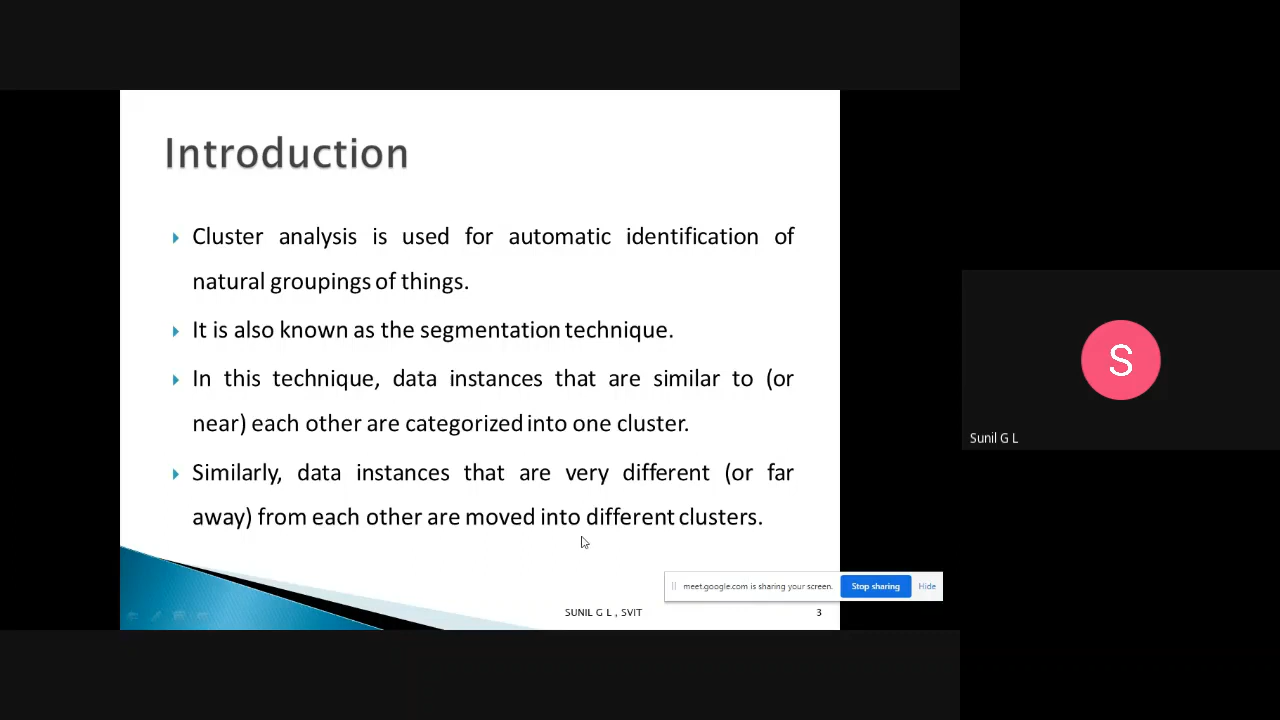 Introduction
Cluster analysis is used for automatic identification of
natural groupings of things.
It is also known as the segmentation technique.
In this technique, data instances that are similar to (or
near) each other are categorized into one cluster.
Similarly, data instances that are very different (or far
away) from each other are moved into different clusters.
S
Sunil G L
meet.google.com is sharing your screen. Stop sharing Hide
SUNIL G L , SVIT 3